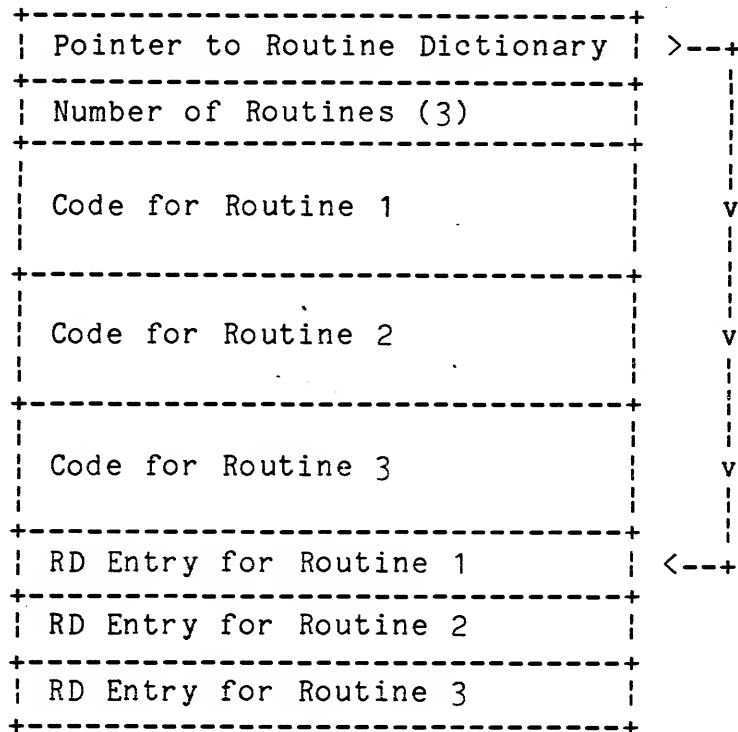 Pointer to Routine Dictionary
Number of Routines (3)
Code for Routine 1
Code for Routine 2
Code for Routine 3
RD Entry for Routine 1
RD Entry for Routine 2
RD Entry for Routine 3